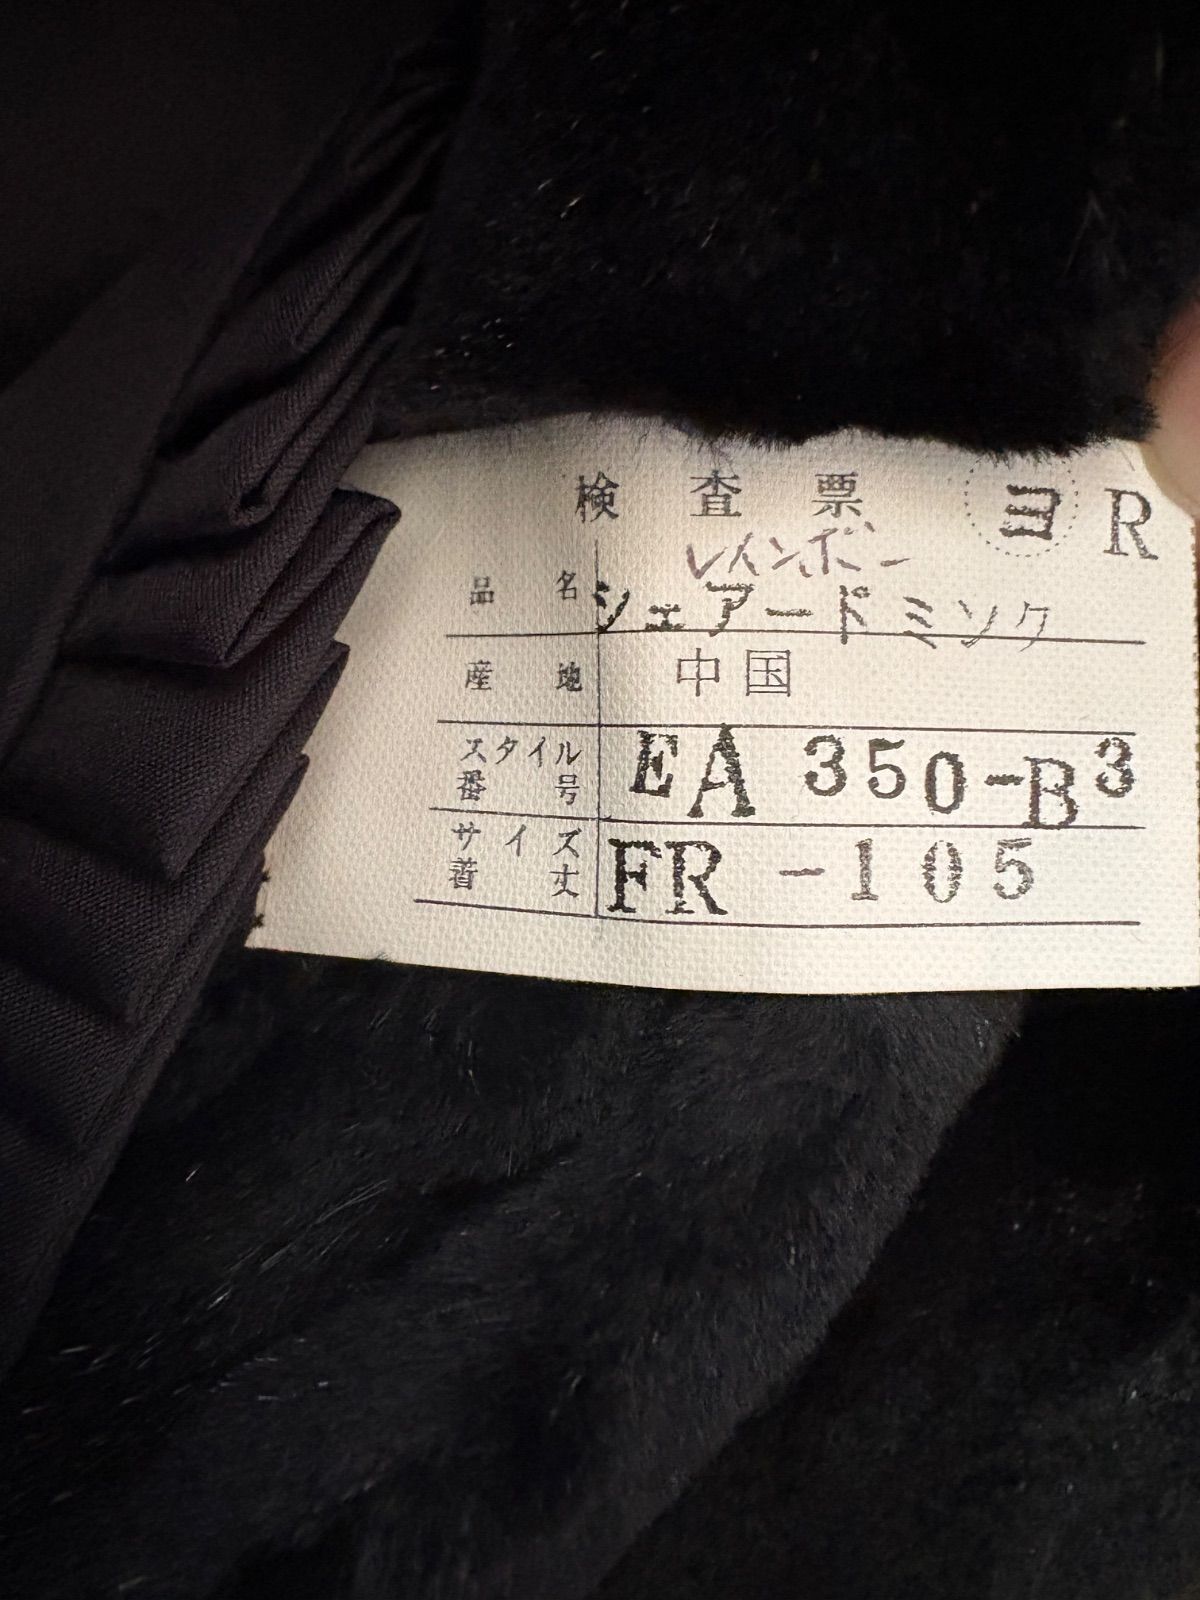 検査票 ヨ R
レインボー
品名 シェアードミンク
産地 中国
スタイル番号 EA 350-B3
サイズ着丈 FR -105